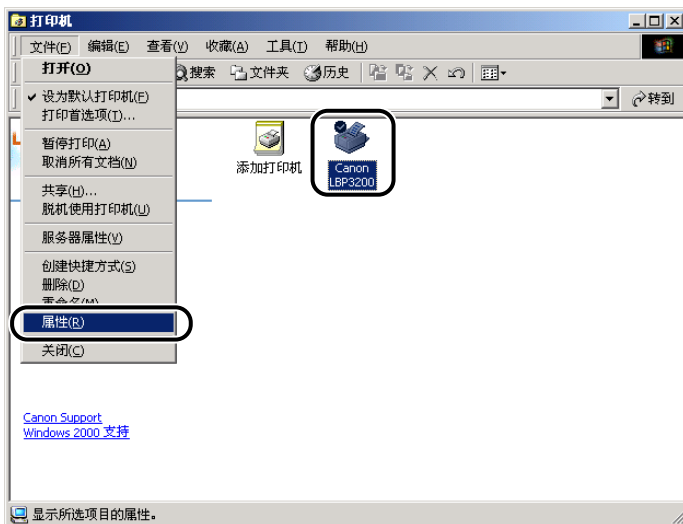 打印机
文件(F) 编辑(E) 查看(V) 收藏(A) 工具(T) 帮助(H)
搜索 文件夹 历史
转到
打开(O)
设为默认打印机(F)
打印首选项(I)...
暂停打印(A)
取消所有文档(N)
共享(H)...
脱机使用打印机(U)
服务器属性(V)
创建快捷方式(S)
删除(D)
重命名(M)
属性(R)
关闭(C)
添加打印机
Canon
LBP3200
Canon Support
Windows 2000 支持
显示所选项目的属性。